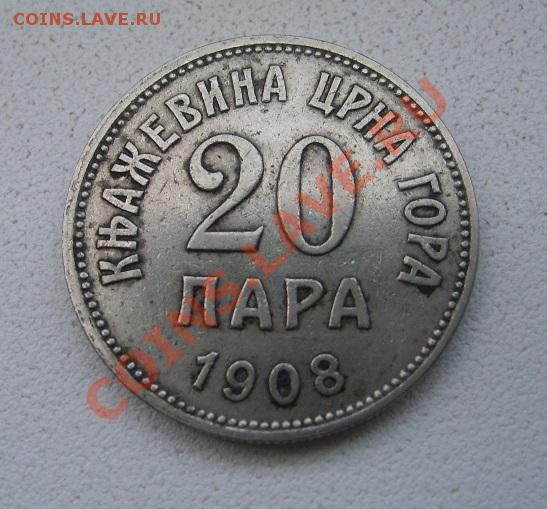 COINS.LAVE.RU
КЊАЖЕВИНА ЦРНА ГОРА
20
ПАРА
1908
COINS.LAVE.RU